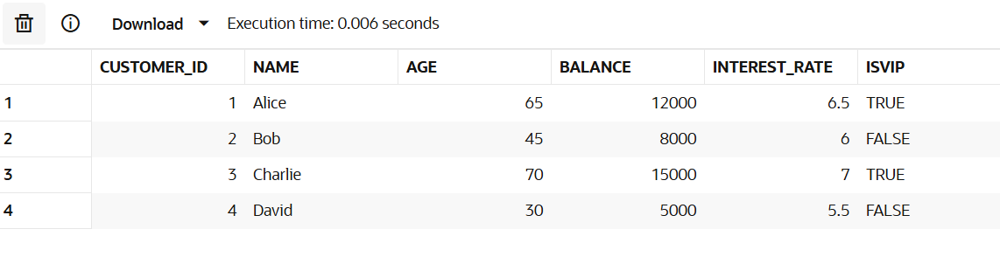 Download Execution time: 0.006 seconds
CUSTOMER_ID NAME AGE BALANCE INTEREST_RATE ISVIP
1 1 Alice 65 12000 6.5 TRUE
2 2 Bob 45 8000 6 FALSE
3 3 Charlie 70 15000 7 TRUE
4 4 David 30 5000 5.5 FALSE